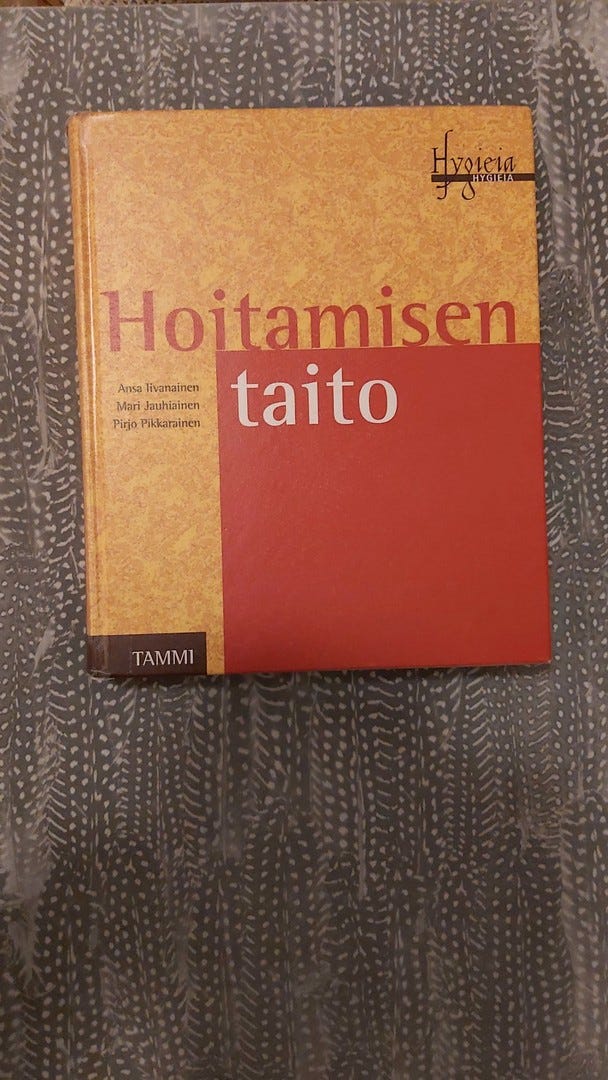 Hygieia
HYGIEIA
Hoitamisen
taito
Ansa Iivanainen
Mari Jauhiainen
Pirjo Pikkarainen
TAMMI